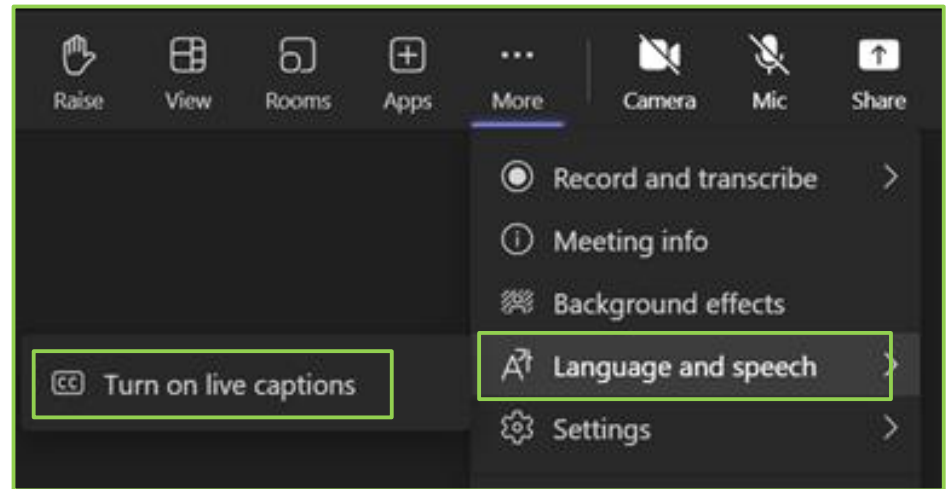 Raise View Rooms Apps More Camera Mic Share
Record and transcribe
Meeting info
Background effects
Language and speech
CC Turn on live captions
Settings